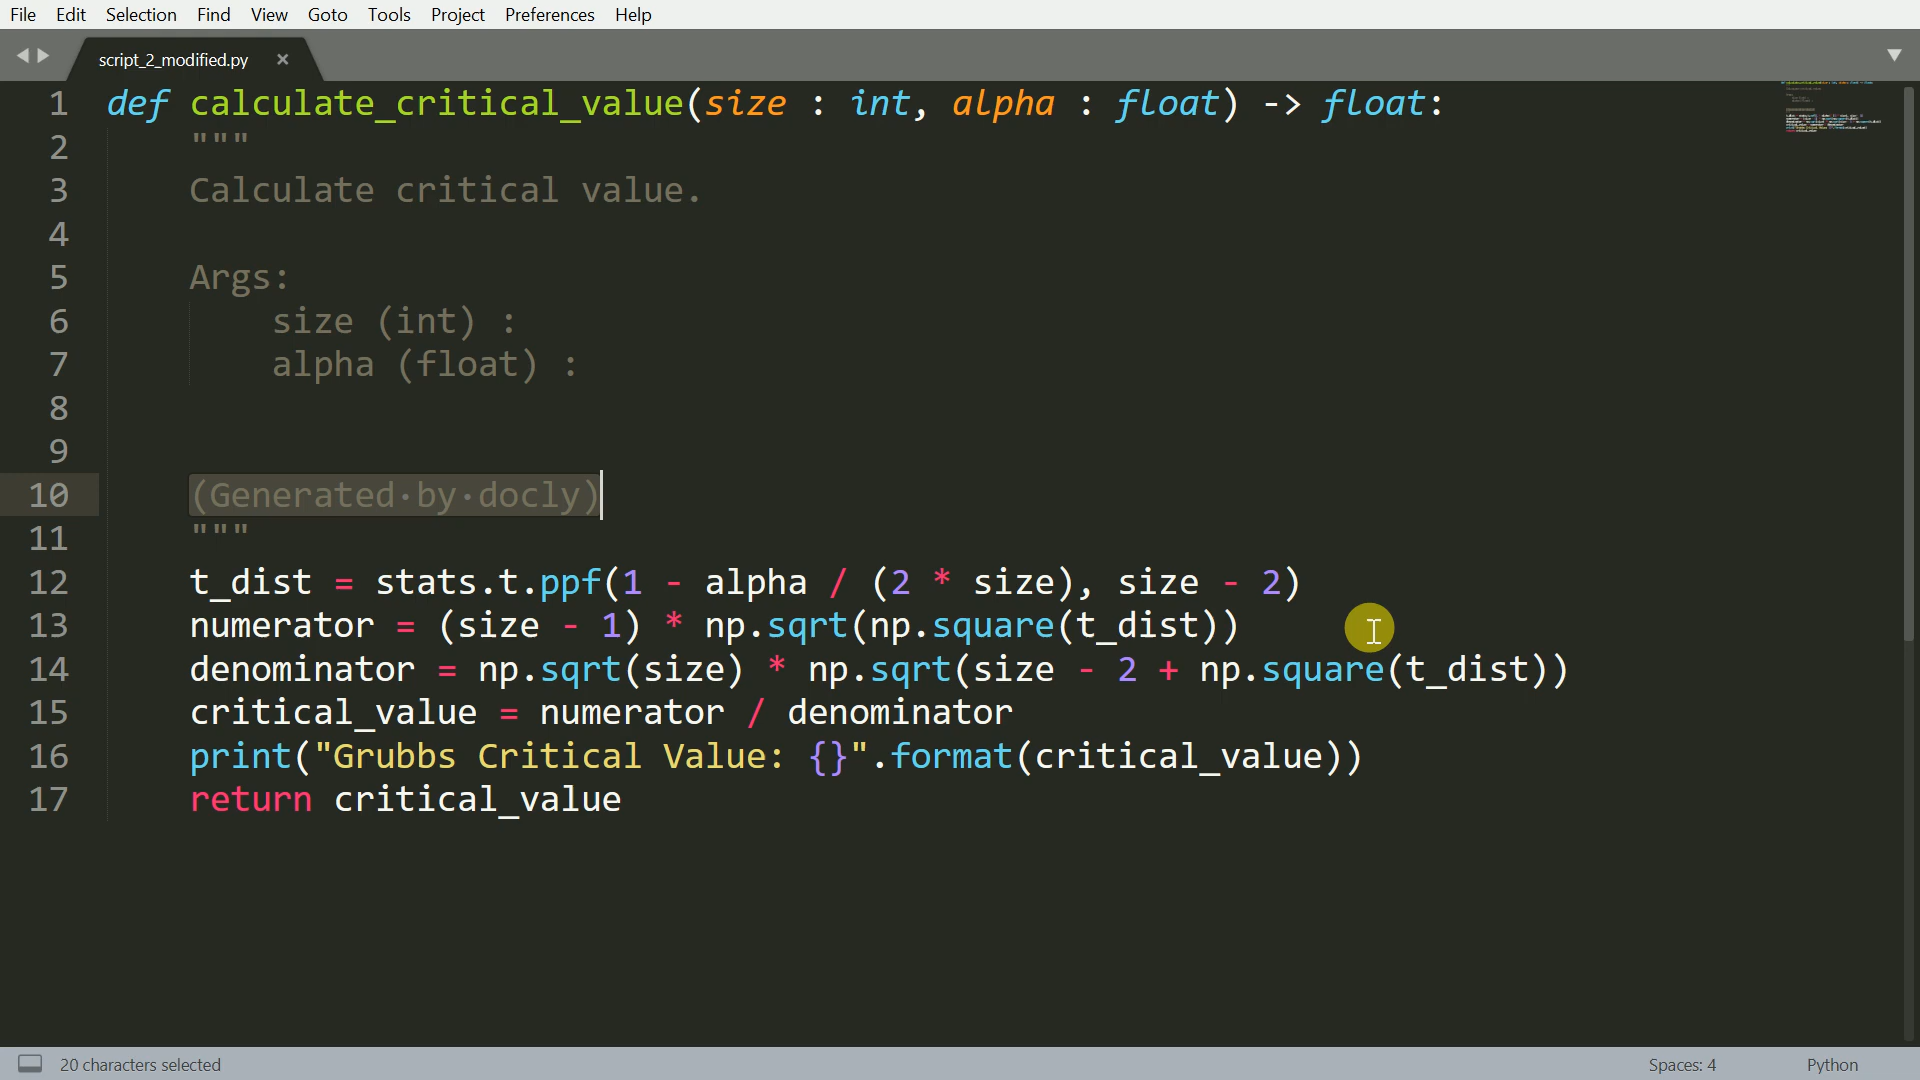 File Edit Selection Find View Goto Tools Project Preferences Help
script_2_modified.py ×
1 def calculate_critical_value(size : int, alpha : float) -> float:
2     """
3     Calculate critical value.
4
5     Args:
6         size (int) :
7         alpha (float) :
8
9
10     (Generated·by·docly)
11     """
12     t_dist = stats.t.ppf(1 - alpha / (2 * size), size - 2)
13     numerator = (size - 1) * np.sqrt(np.square(t_dist))
14     denominator = np.sqrt(size) * np.sqrt(size - 2 + np.square(t_dist))
15     critical_value = numerator / denominator
16     print("Grubbs Critical Value: {}".format(critical_value))
17     return critical_value
20 characters selected Spaces: 4 Python